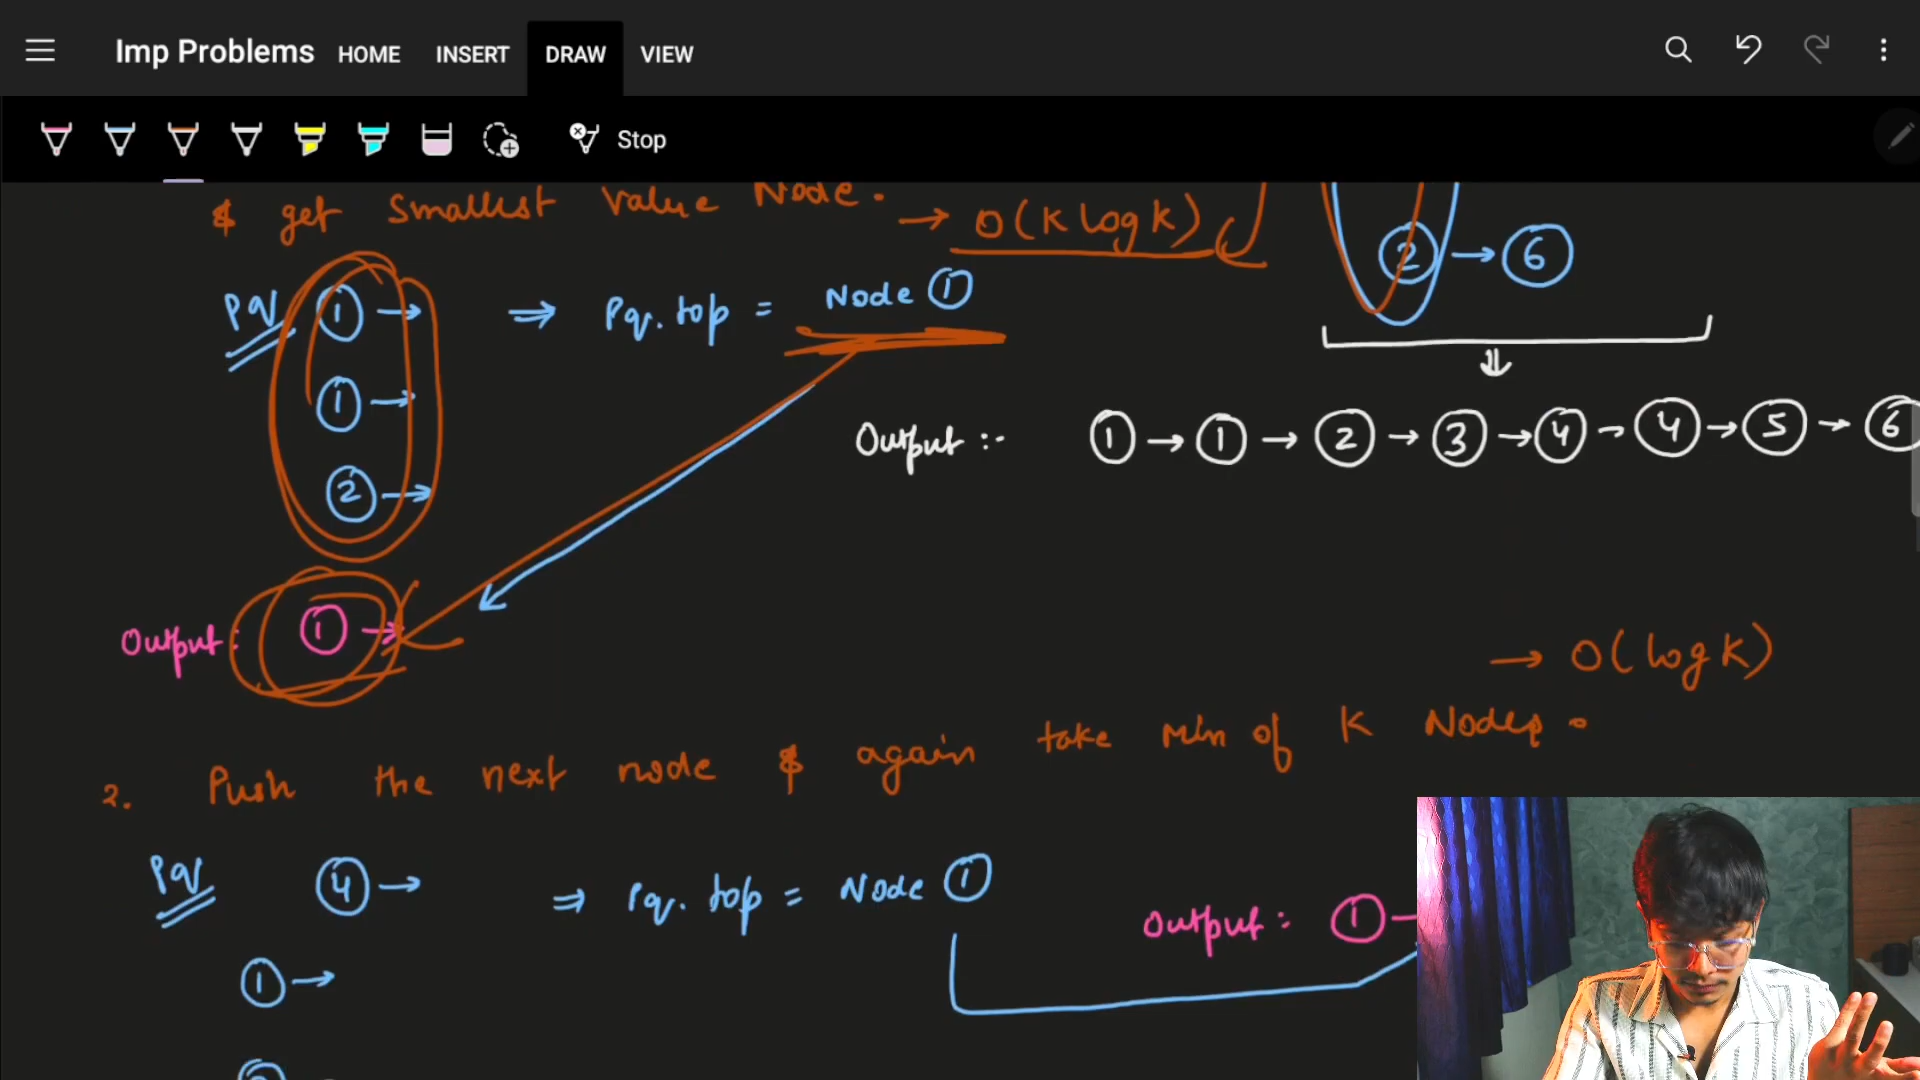 Imp Problems HOME INSERT DRAW VIEW
Stop
$ get smallest value Node. → O(K log K)
2 → 6
Pq 1 → ⇒ Pq. top = Node 1
1 →
2 →
Output :- 1 → 1 → 2 → 3 → 4 → 4 → 5 → 6
Output: 1 →
→ O(log K)
2. Push the next node $ again take Min of K Nodes.
Pq 4 → ⇒ Pq. top = Node 1
Output: 1
1 →